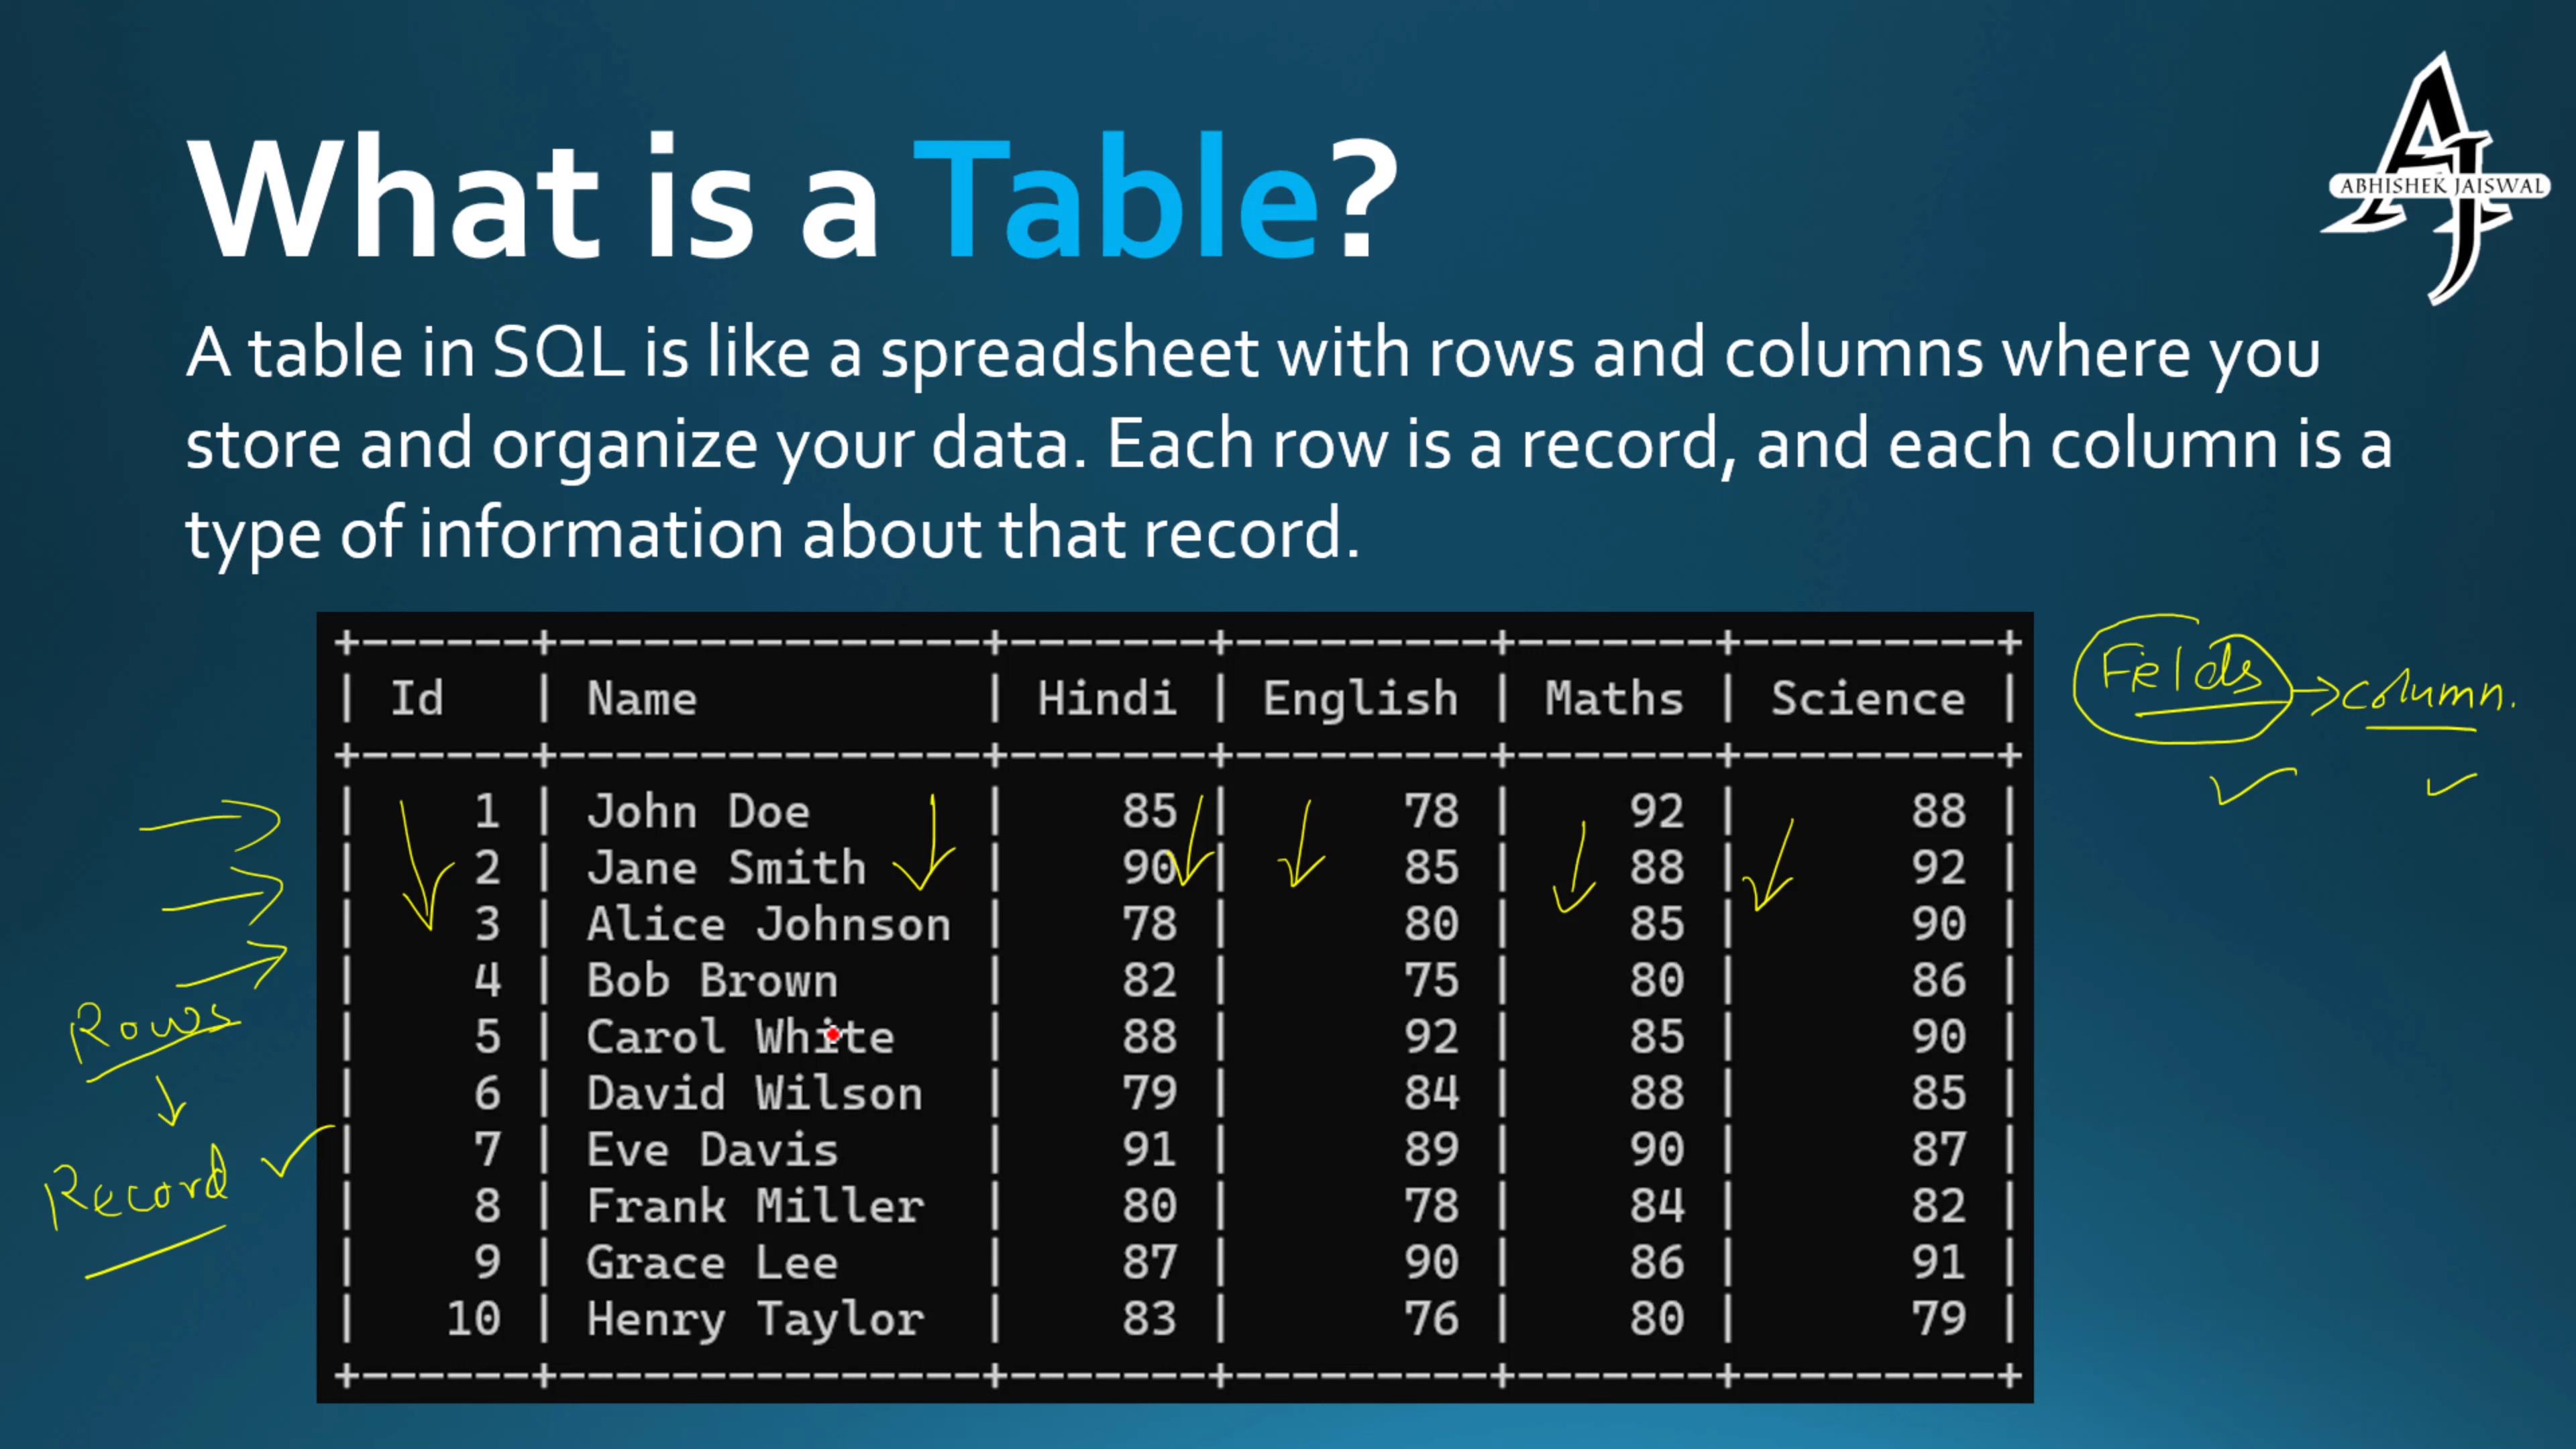 What is a Table?
ABHISHEK JAISWAL
A table in SQL is like a spreadsheet with rows and columns where you
store and organize your data. Each row is a record, and each column is a
type of information about that record.
+------+---------------+-------+---------+-------+---------+
| Id | Name | Hindi | English | Maths | Science |
+------+---------------+-------+---------+-------+---------+
| 1 | John Doe | 85 | 78 | 92 | 88 |
| 2 | Jane Smith | 90 | 85 | 88 | 92 |
| 3 | Alice Johnson | 78 | 80 | 85 | 90 |
| 4 | Bob Brown | 82 | 75 | 80 | 86 |
| 5 | Carol White | 88 | 92 | 85 | 90 |
| 6 | David Wilson | 79 | 84 | 88 | 85 |
| 7 | Eve Davis | 91 | 89 | 90 | 87 |
| 8 | Frank Miller | 80 | 78 | 84 | 82 |
| 9 | Grace Lee | 87 | 90 | 86 | 91 |
| 10 | Henry Taylor | 83 | 76 | 80 | 79 |
+------+---------------+-------+---------+-------+---------+
Fields → column.
Rows
Record